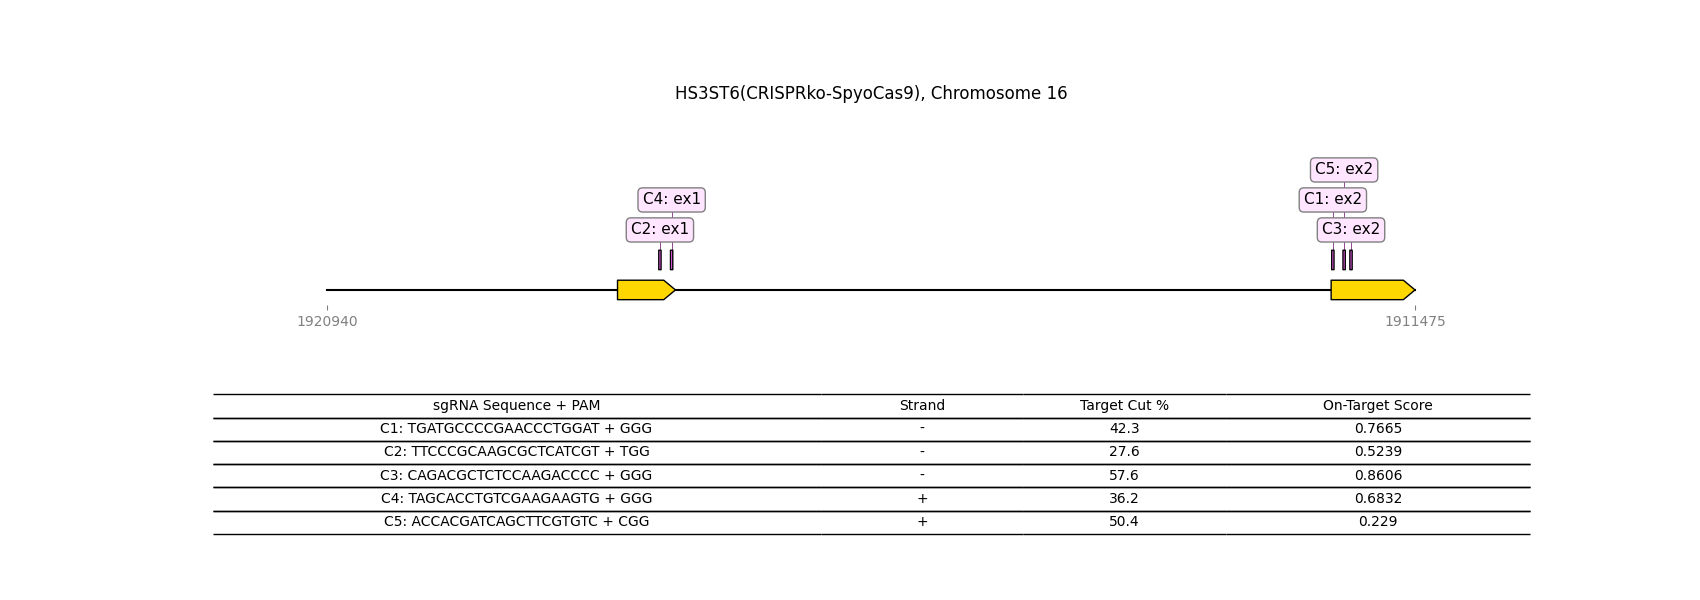 HS3ST6(CRISPRko-SpyoCas9), Chromosome 16
C5: ex2
C4: ex1
C1: ex2
C2: ex1
C3: ex2
1920940
1911475
sgRNA Sequence + PAM Strand Target Cut % On-Target Score
C1: TGATGCCCCGAACCCTGGAT + GGG - 42.3 0.7665
C2: TTCCCGCAAGCGCTCATCGT + TGG - 27.6 0.5239
C3: CAGACGCTCTCCAAGACCCC + GGG - 57.6 0.8606
C4: TAGCACCTGTCGAAGAAGTG + GGG + 36.2 0.6832
C5: ACCACGATCAGCTTCGTGTC + CGG + 50.4 0.229